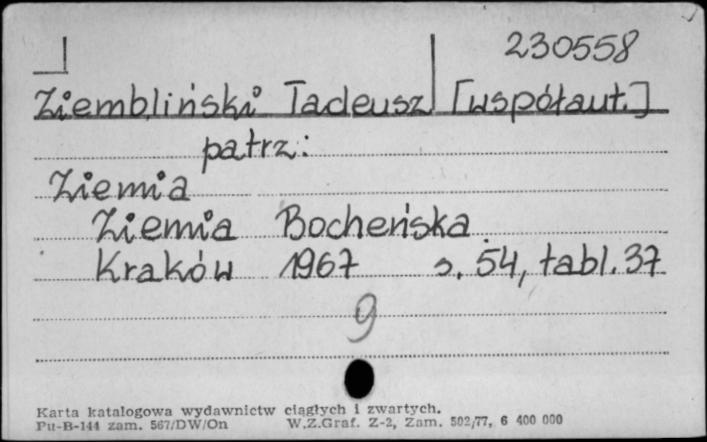 230558
Ziembliński Tadeusz [współaut.]
patrz:
Ziemia
Ziemia Bocheńska.
Kraków 1967 s. 54, tabl. 37
9
Karta katalogowa wydawnictw ciągłych i zwartych.
Pu-B-144 zam. 567/DW/On W.Z.Graf. Z-2, Zam. 502/77, 6 400 000